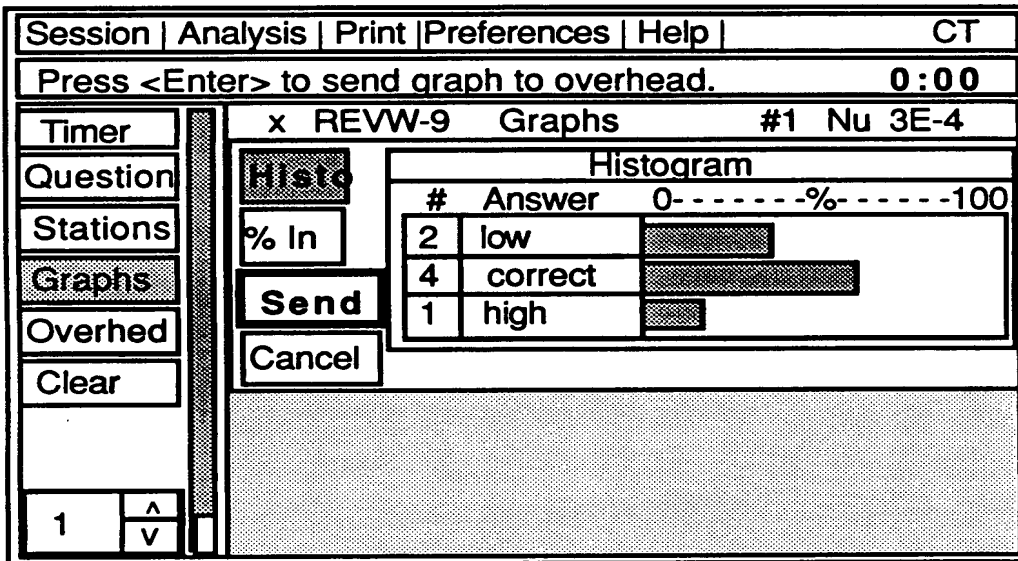 Session | Analysis | Print |Preferences | Help | CT
Press <Enter> to send graph to overhead. 0:00
Timer
Question
Stations
Graphs
Overhed
Clear
1 ^
v
x REVW-9 Graphs #1 Nu 3E-4
Histo
% In
Send
Cancel
Histogram
# Answer 0- - - - - - -%- - - - - -100
2 low
4 correct
1 high